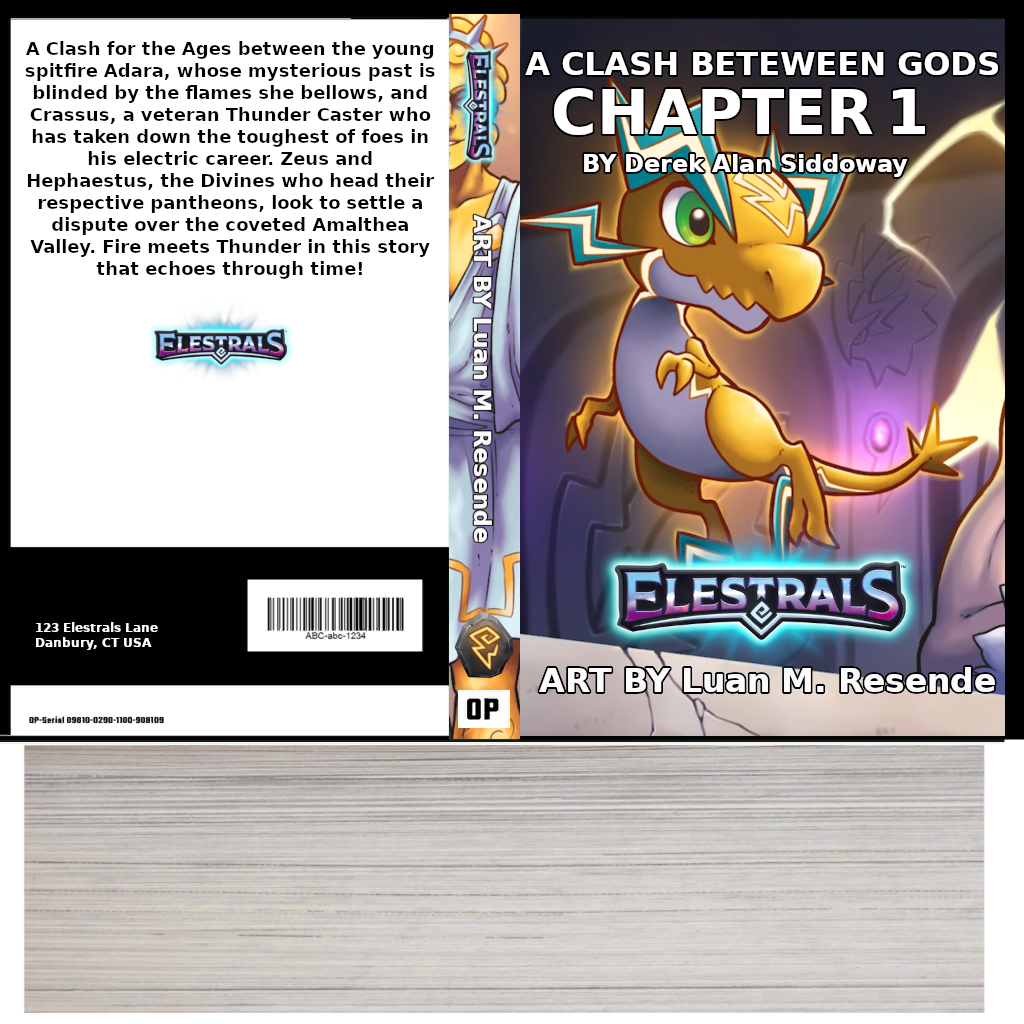 A Clash for the Ages between the young
spitfire Adara, whose mysterious past is
blinded by the flames she bellows, and
Crassus, a veteran Thunder Caster who
has taken down the toughest of foes in
his electric career. Zeus and
Hephaestus, the Divines who head their
respective pantheons, look to settle a
dispute over the coveted Amalthea
Valley. Fire meets Thunder in this story
that echoes through time!
ELESTRALS
123 Elestrals Lane
Danbury, CT USA
ABC-abc-1234
OP-Serial 09810-0290-1100-908109
ELESTRALS
ART BY Luan M. Resende
OP
A CLASH BETEWEEN GODS
CHAPTER 1
BY Derek Alan Siddoway
ELESTRALS™
ART BY Luan M. Resende